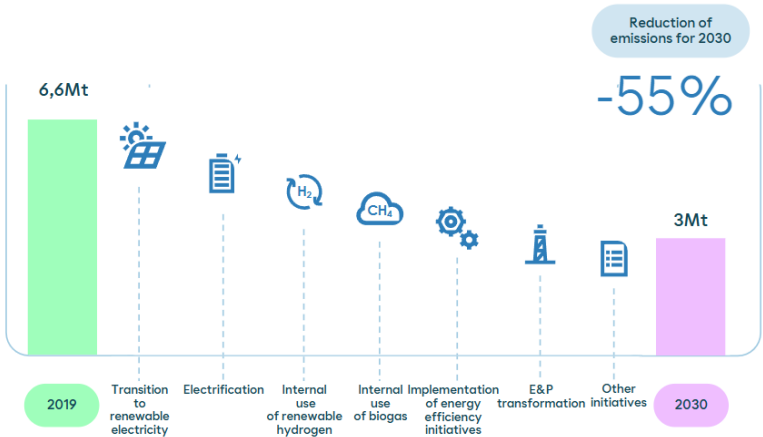 Reduction of
emissions for 2030
-55%
6,6Mt
3Mt
H₂
CH₄
2019
Transition
to
renewable
electricity
Electrification
Internal
use
of renewable
hydrogen
Internal
use
of biogas
Implementation
of energy
efficiency
initiatives
E&P
transformation
Other
initiatives
2030